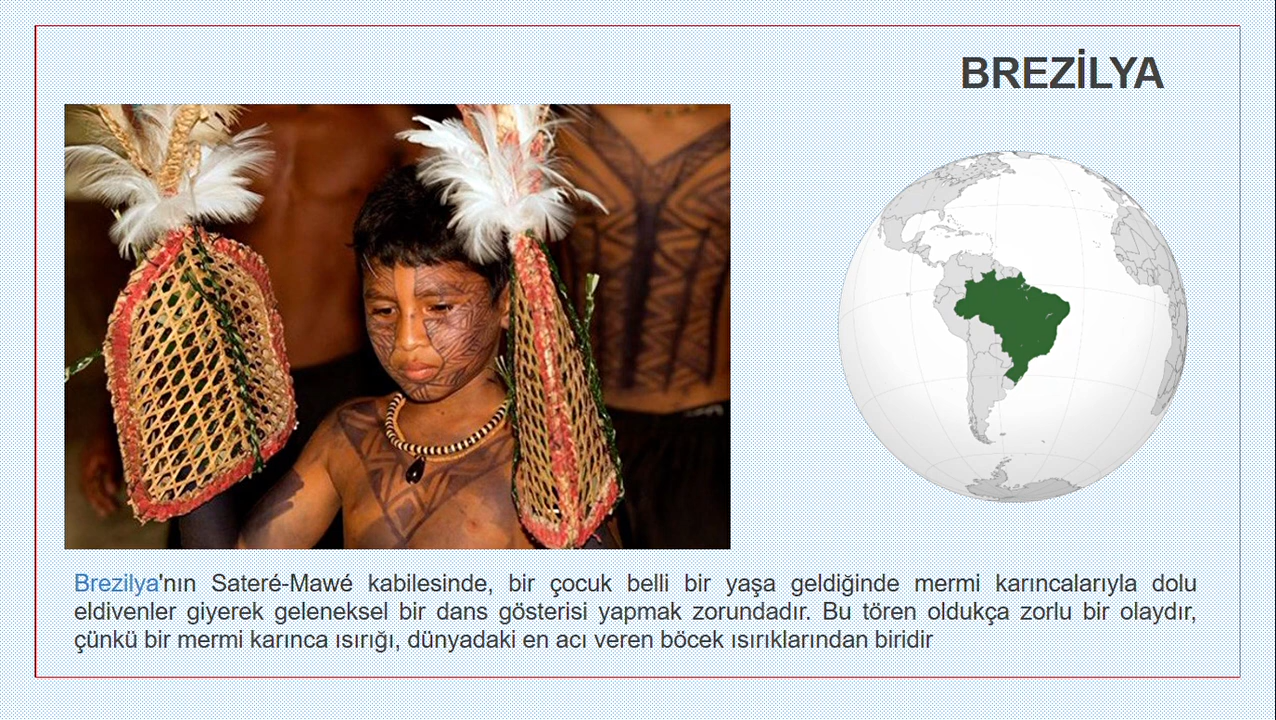 BREZİLYA
Brezilya'nın Sateré-Mawé kabilesinde, bir çocuk belli bir yaşa geldiğinde mermi karıncalarıyla dolu
eldivenler giyerek geleneksel bir dans gösterisi yapmak zorundadır. Bu tören oldukça zorlu bir olaydır,
çünkü bir mermi karınca ısırığı, dünyadaki en acı veren böcek ısırıklarından biridir